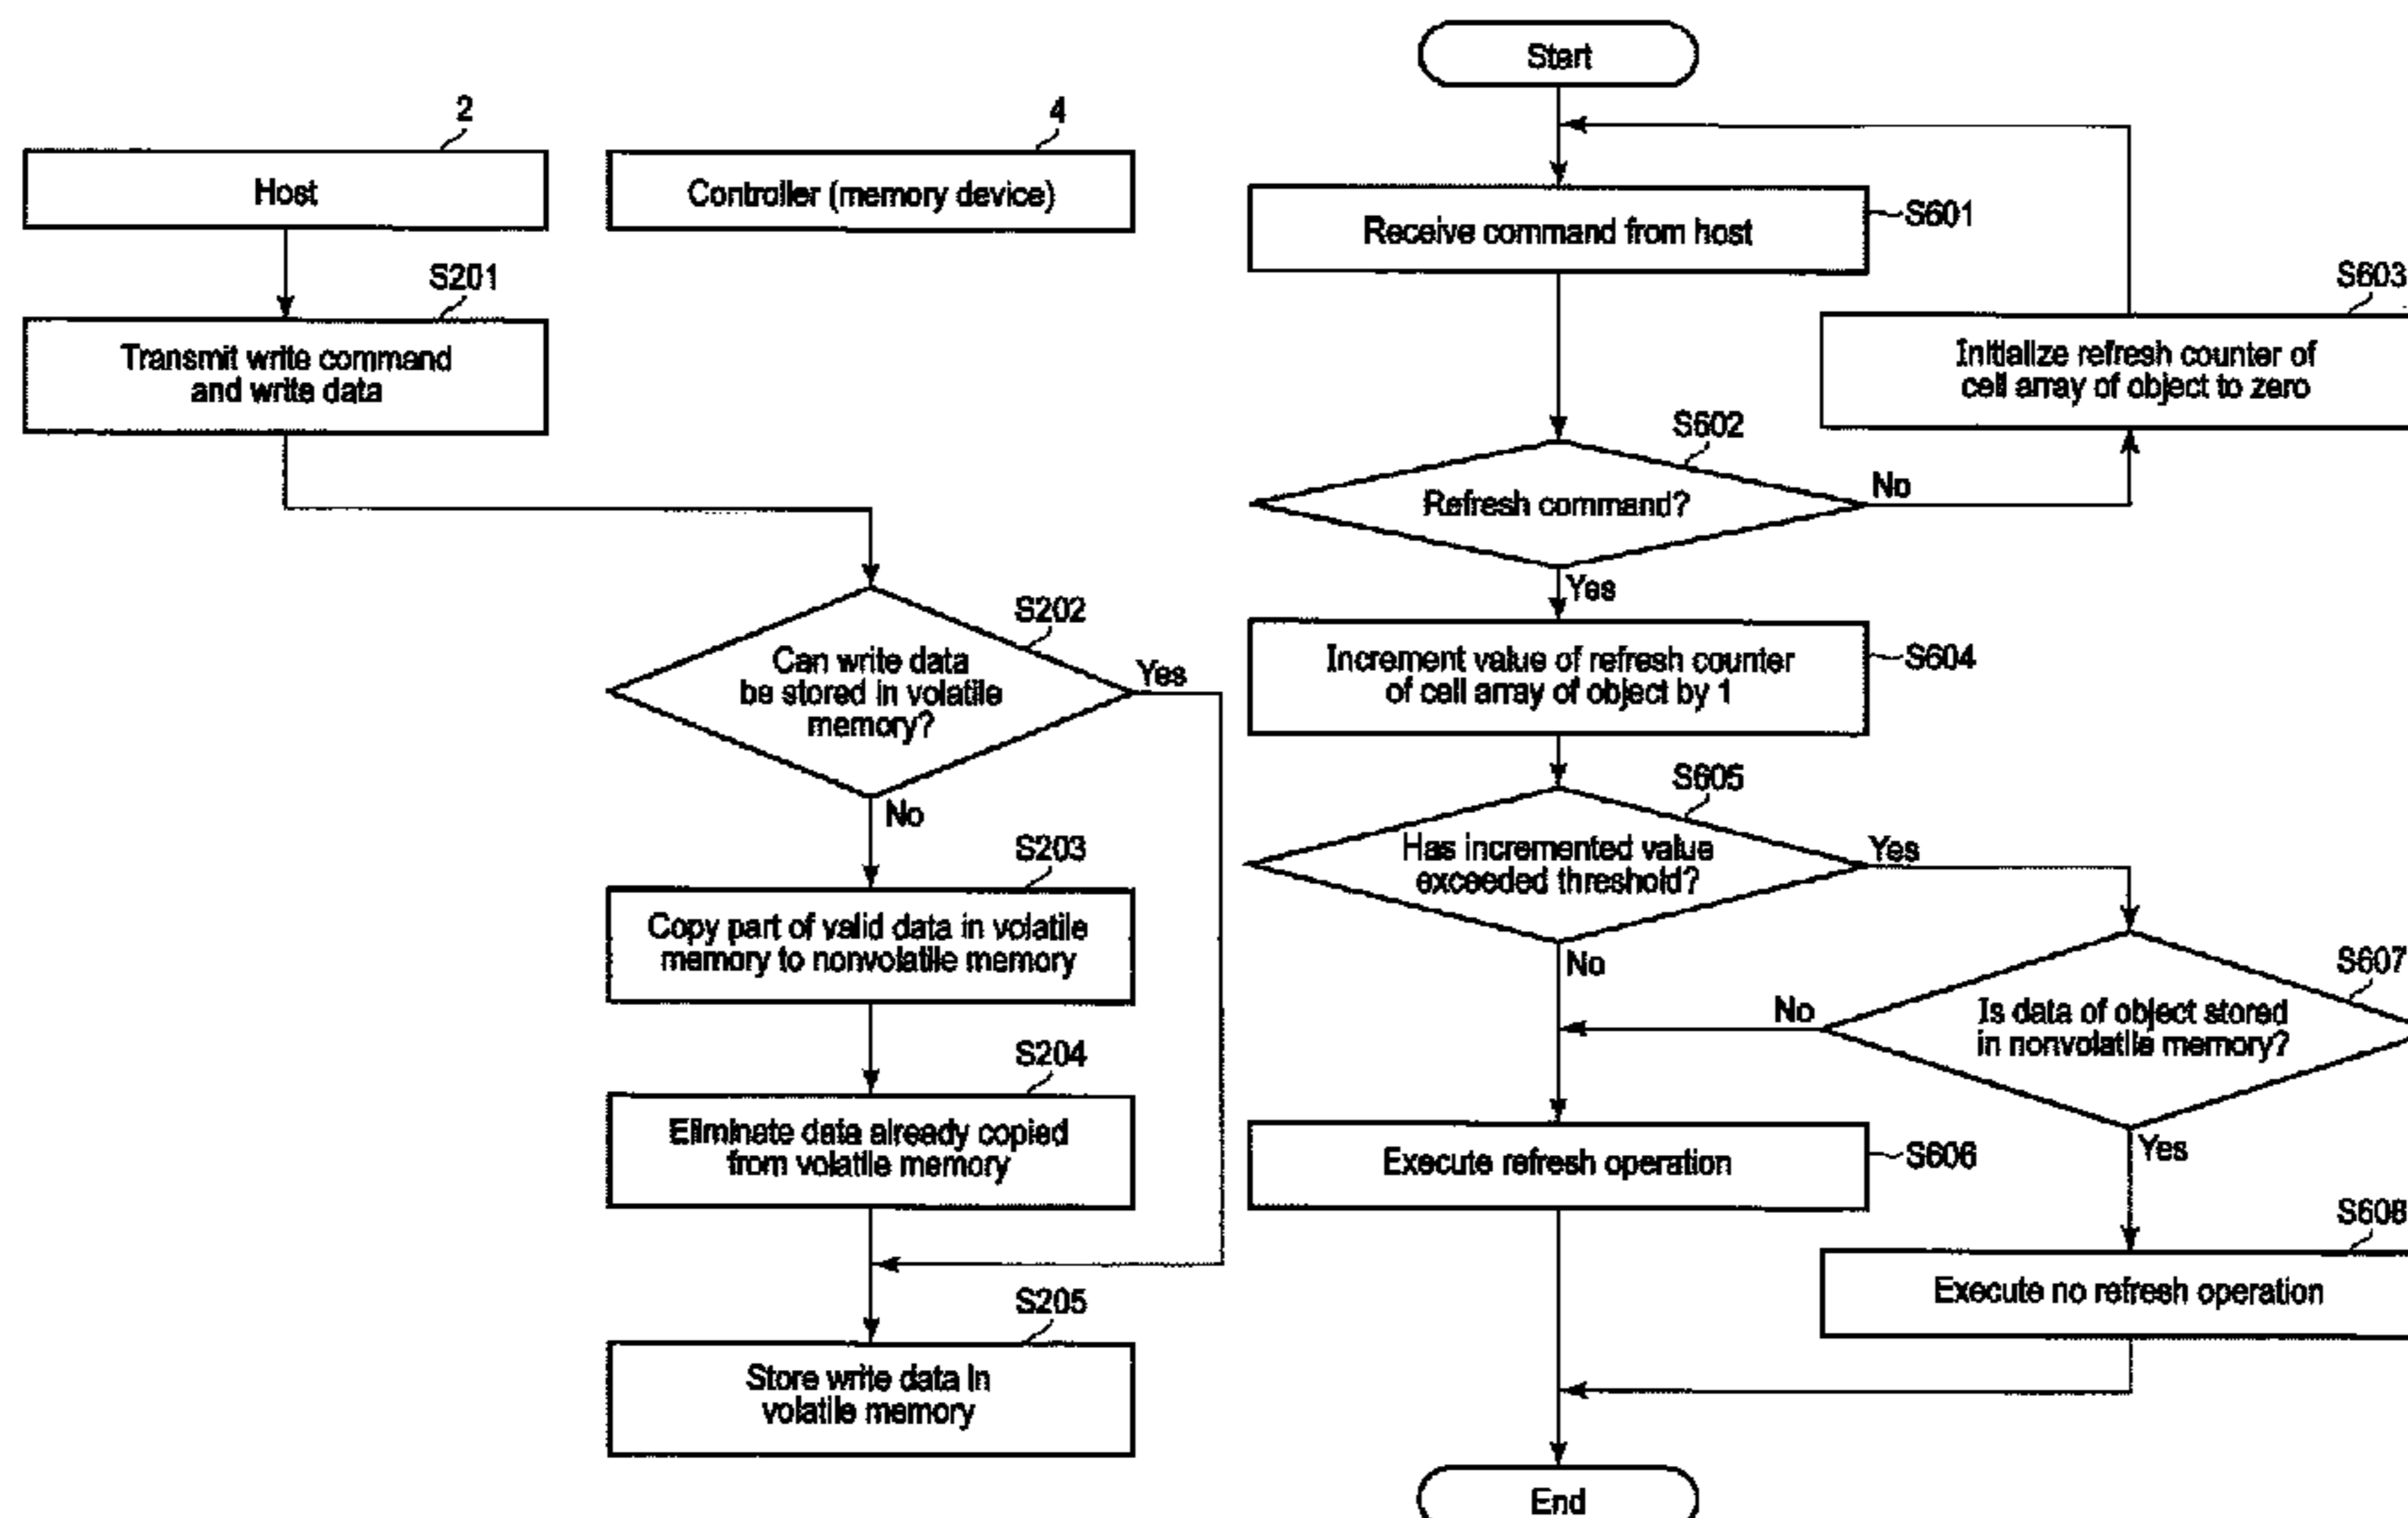 2
Host
S201
Transmit write command
and write data
4
Controller (memory device)
S202
Can write data
be stored in volatile
memory?
Yes
No
S203
Copy part of valid data in volatile
memory to nonvolatile memory
S204
Eliminate data already copied
from volatile memory
S205
Store write data in
volatile memory
Start
Receive command from host
S601
S602
Refresh command?
No
S603
Initialize refresh counter of
cell array of object to zero
Yes
Increment value of refresh counter
of cell array of object by 1
S604
S605
Has incremented value
exceeded threshold?
Yes
No
S607
Is data of object stored
in nonvolatile memory?
No
Yes
Execute refresh operation
S606
S608
Execute no refresh operation
End